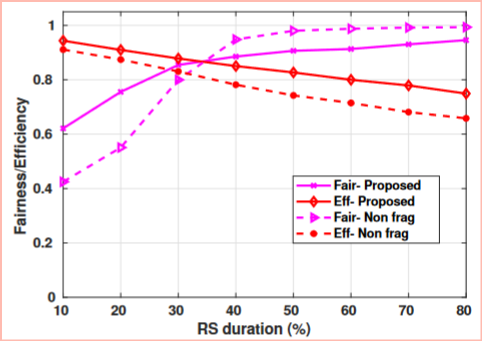 1
0.8
0.6
0.4
0.2
0
Fairness/Efficiency
Fair- Proposed
Eff- Proposed
Fair- Non frag
Eff- Non frag
10 20 30 40 50 60 70 80
RS duration (%)